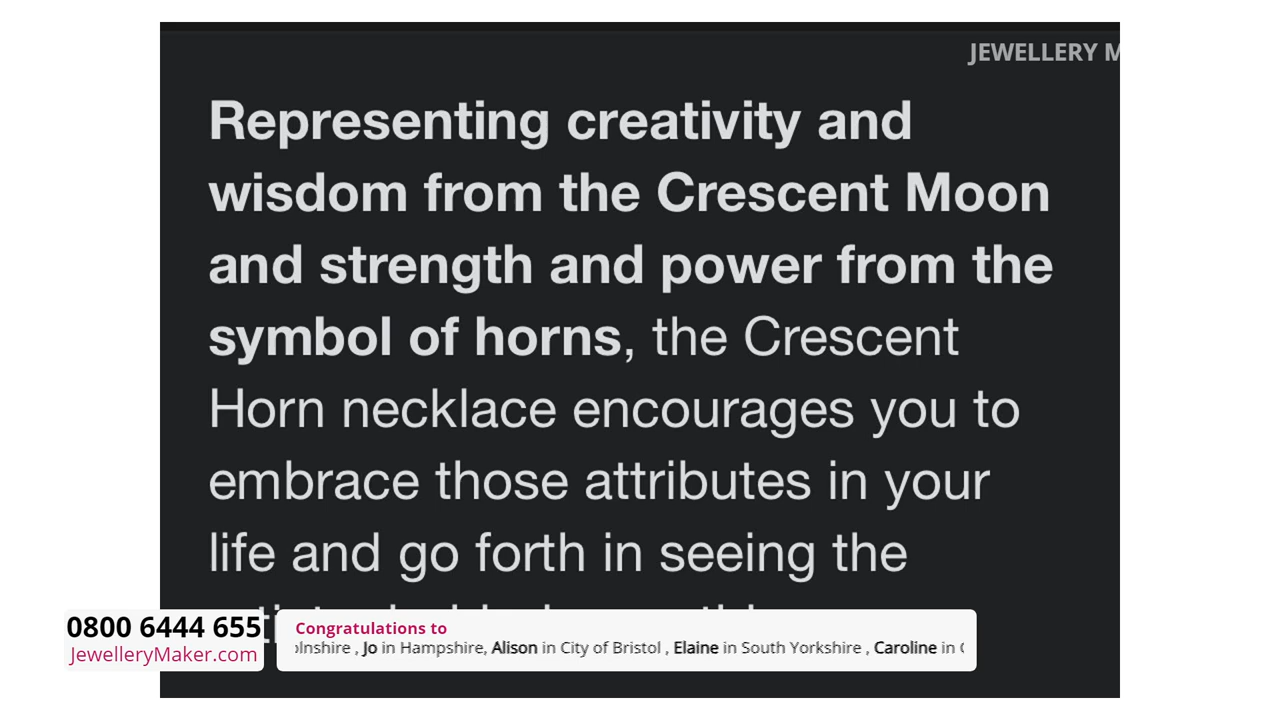 JEWELLERY
Representing creativity and
wisdom from the Crescent Moon
and strength and power from the
symbol of horns, the Crescent
Horn necklace encourages you to
embrace those attributes in your
life and go forth in seeing the
0800 6444 655
JewelleryMaker.com
Congratulations to
, Jo in Hampshire, Alison in City of Bristol , Elaine in South Yorkshire , Caroline in